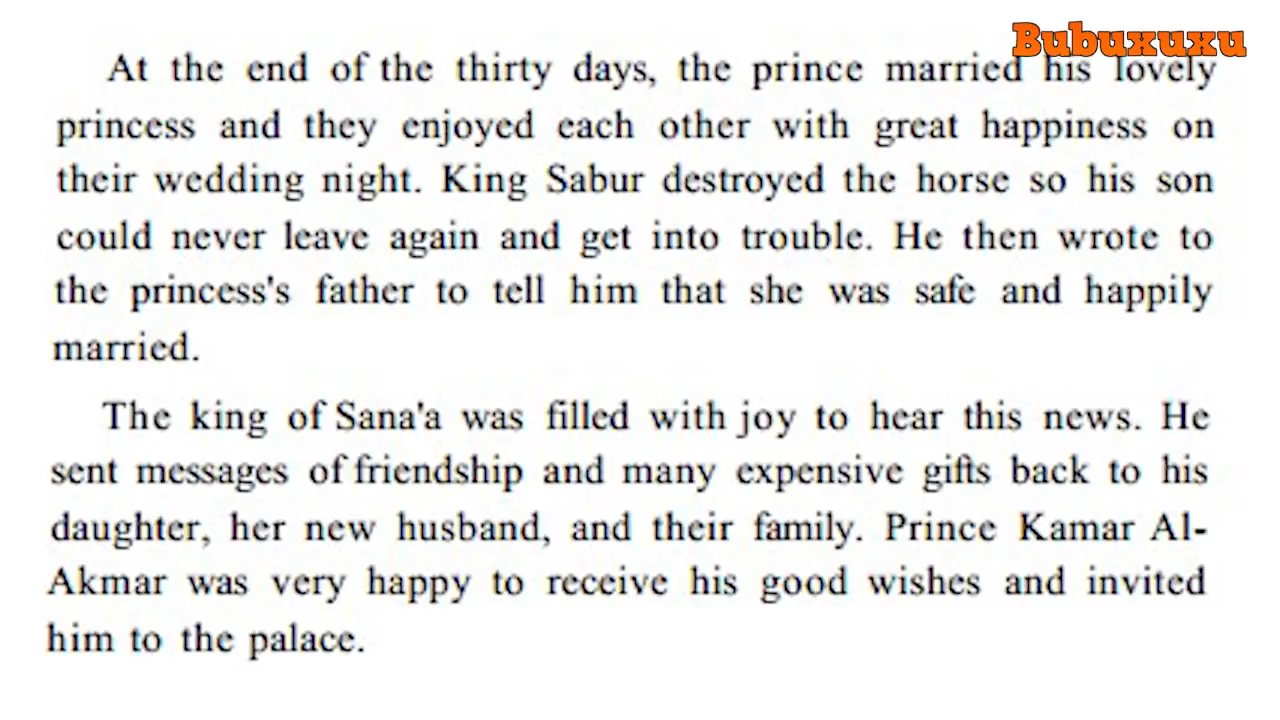 Bubuxuxu
At the end of the thirty days, the prince married his lovely
princess and they enjoyed each other with great happiness on
their wedding night. King Sabur destroyed the horse so his son
could never leave again and get into trouble. He then wrote to
the princess's father to tell him that she was safe and happily
married.
The king of Sana'a was filled with joy to hear this news. He
sent messages of friendship and many expensive gifts back to his
daughter, her new husband, and their family. Prince Kamar Al-
Akmar was very happy to receive his good wishes and invited
him to the palace.